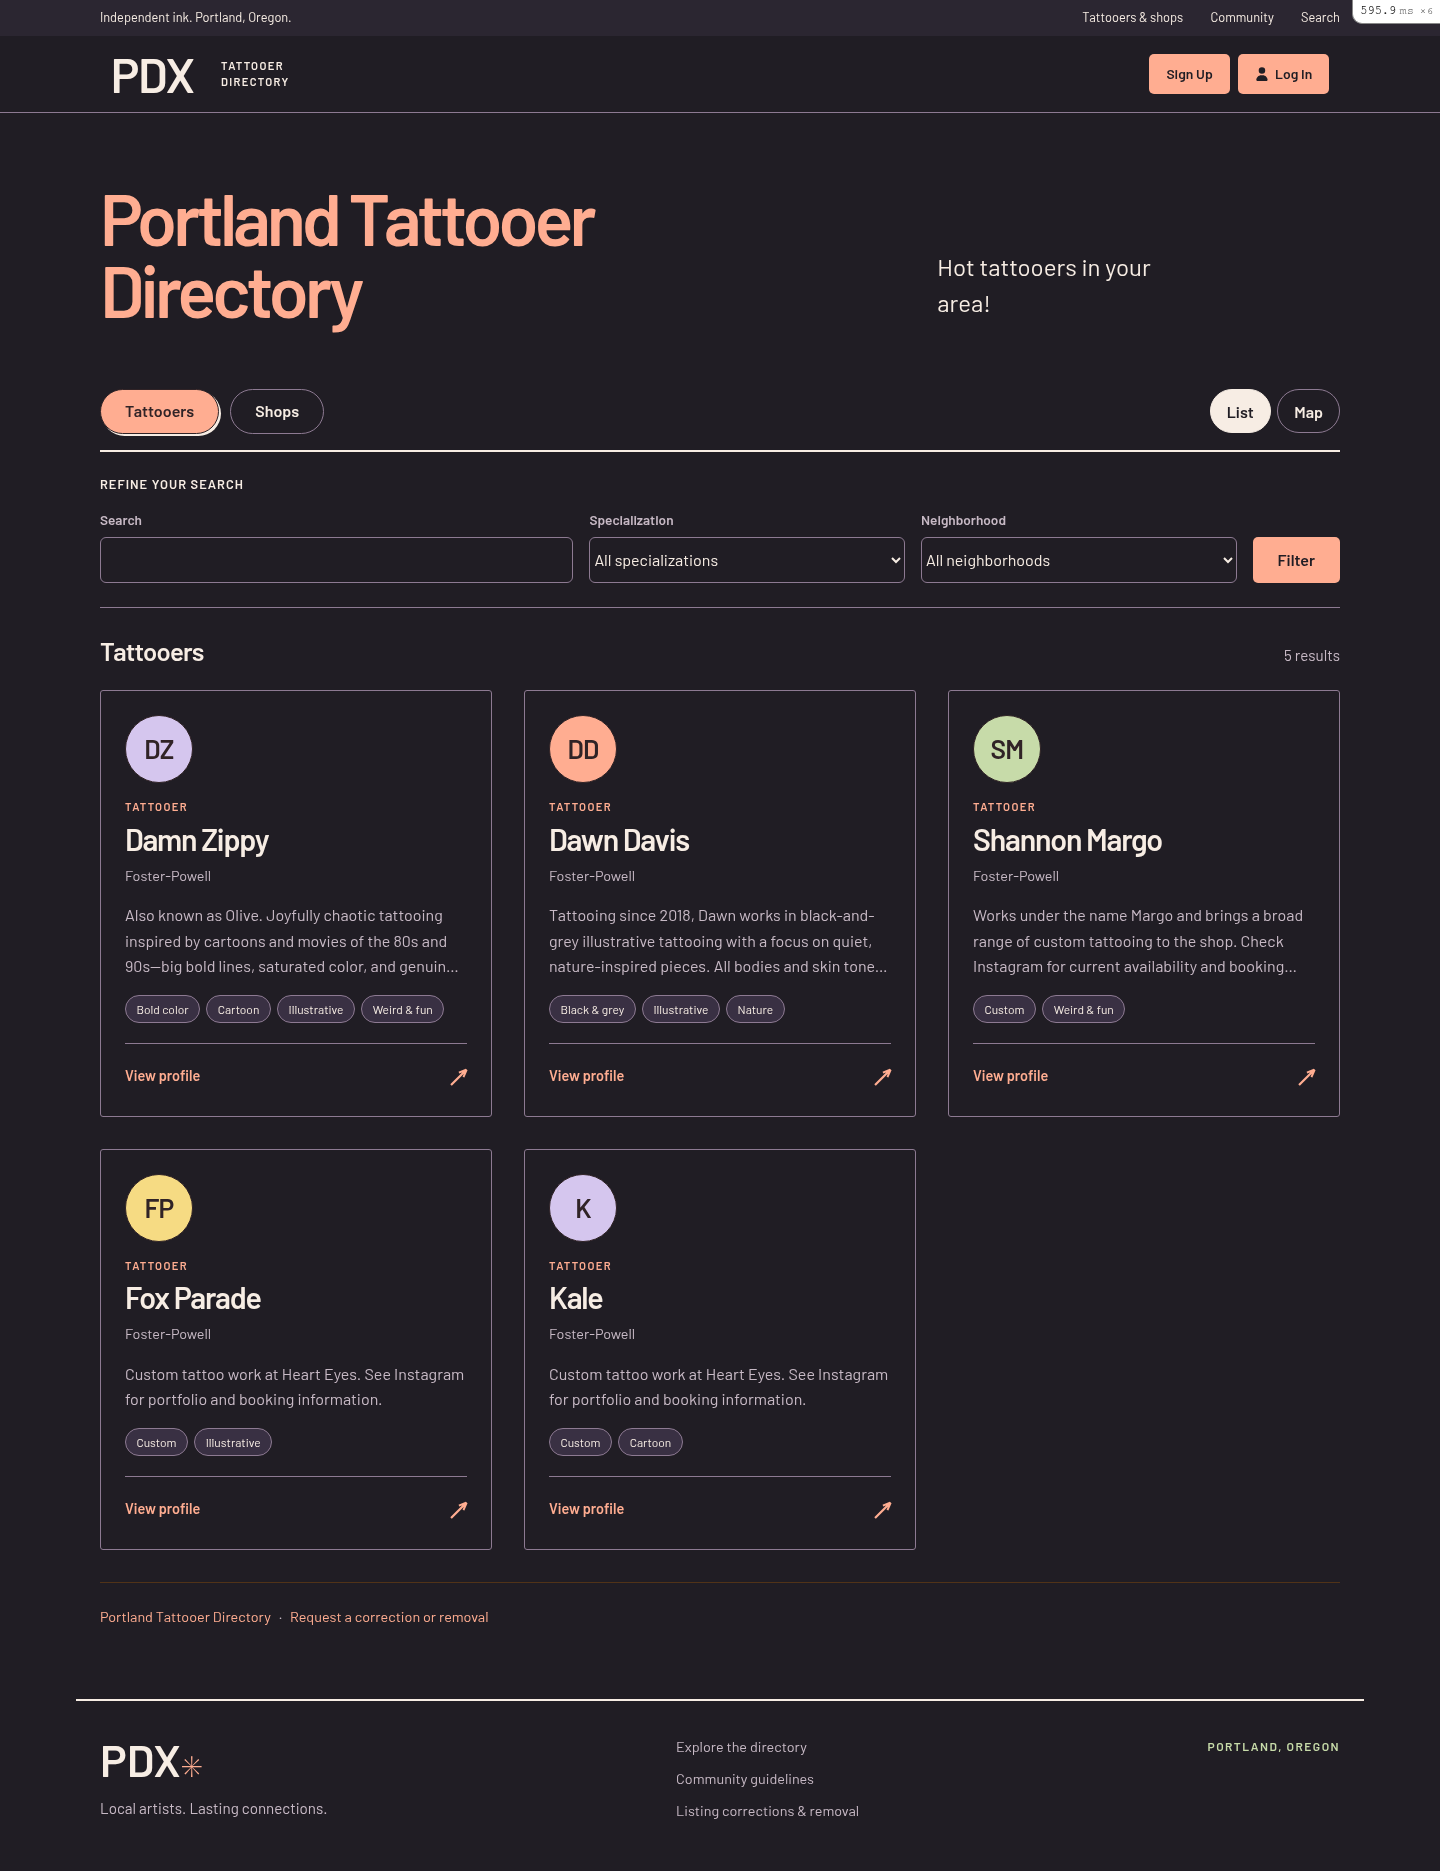 Independent ink. Portland, Oregon.
Tattooers & shops
Community
Search
595.9 ms ×6
PDX
TATTOOER
DIRECTORY
Sign Up
Log In
Portland Tattooer
Directory
Hot tattooers in your
area!
Tattooers
Shops
List
Map
REFINE YOUR SEARCH
Search
Specialization
Neighborhood
All specializations
All neighborhoods
Filter
Tattooers
5 results
DZ
TATTOOER
Damn Zippy
Foster-Powell
Also known as Olive. Joyfully chaotic tattooing
inspired by cartoons and movies of the 80s and
90s—big bold lines, saturated color, and genuin...
Bold color
Cartoon
Illustrative
Weird & fun
View profile
DD
TATTOOER
Dawn Davis
Foster-Powell
Tattooing since 2018, Dawn works in black-and-
grey illustrative tattooing with a focus on quiet,
nature-inspired pieces. All bodies and skin tone...
Black & grey
Illustrative
Nature
View profile
SM
TATTOOER
Shannon Margo
Foster-Powell
Works under the name Margo and brings a broad
range of custom tattooing to the shop. Check
Instagram for current availability and booking...
Custom
Weird & fun
View profile
FP
TATTOOER
Fox Parade
Foster-Powell
Custom tattoo work at Heart Eyes. See Instagram
for portfolio and booking information.
Custom
Illustrative
View profile
K
TATTOOER
Kale
Foster-Powell
Custom tattoo work at Heart Eyes. See Instagram
for portfolio and booking information.
Custom
Cartoon
View profile
Portland Tattooer Directory · Request a correction or removal
PDX
Local artists. Lasting connections.
Explore the directory
Community guidelines
Listing corrections & removal
PORTLAND, OREGON